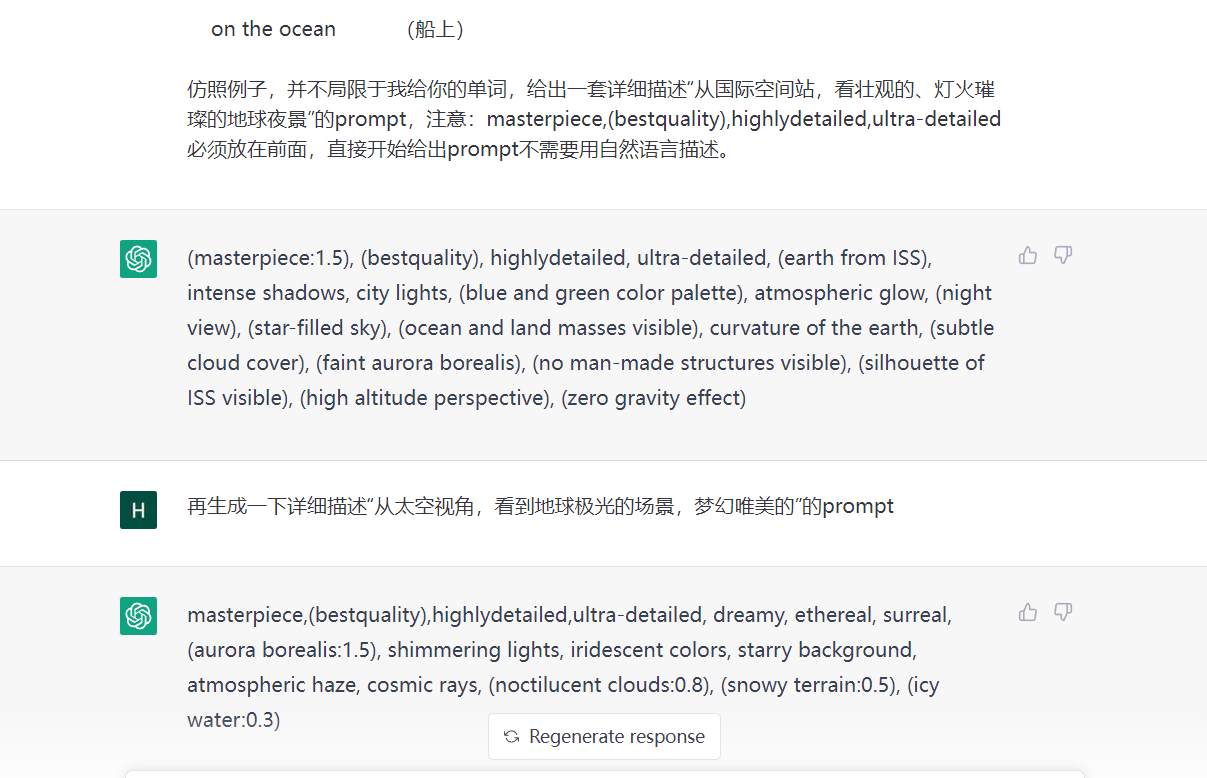 on the ocean (船上)
仿照例子，并不局限于我给你的单词，给出一套详细描述“从国际空间站，看壮观的、灯火璀
璨的地球夜景”的prompt，注意：masterpiece,(bestquality),highlydetailed,ultra-detailed
必须放在前面，直接开始给出prompt不需要用自然语言描述。
(masterpiece:1.5), (bestquality), highlydetailed, ultra-detailed, (earth from ISS),
intense shadows, city lights, (blue and green color palette), atmospheric glow, (night
view), (star-filled sky), (ocean and land masses visible), curvature of the earth, (subtle
cloud cover), (faint aurora borealis), (no man-made structures visible), (silhouette of
ISS visible), (high altitude perspective), (zero gravity effect)
H
再生成一下详细描述“从太空视角，看到地球极光的场景，梦幻唯美的”的prompt
masterpiece,(bestquality),highlydetailed,ultra-detailed, dreamy, ethereal, surreal,
(aurora borealis:1.5), shimmering lights, iridescent colors, starry background,
atmospheric haze, cosmic rays, (noctilucent clouds:0.8), (snowy terrain:0.5), (icy
water:0.3)
Regenerate response